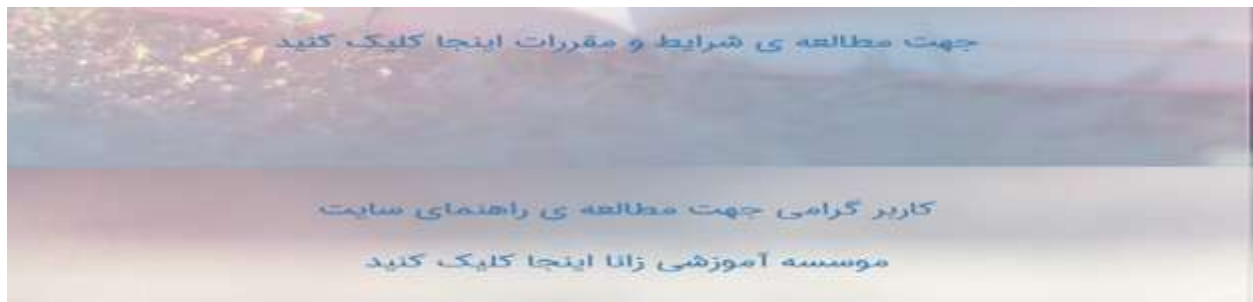 جهت مطالعه ی شرایط و مقررات اینجا کلیک کنید
کاربر گرامی جهت مطالعه ی راهنمای سایت
موسسه آموزشی زانا اینجا کلیک کنید